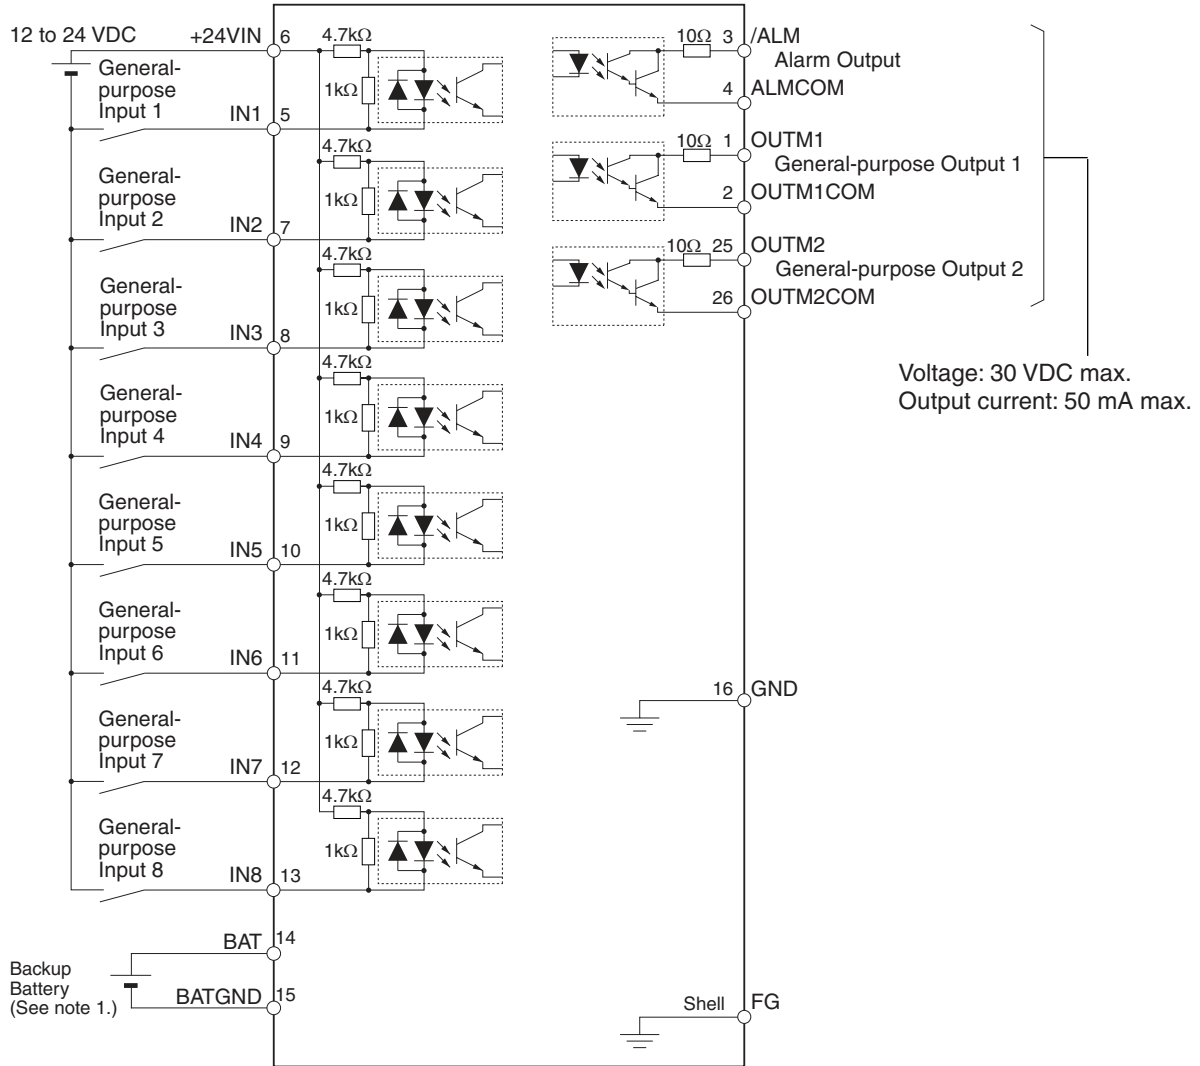 12 to 24 VDC
+24VIN
6
4.7kΩ
General-
purpose
Input 1
1kΩ
IN1
5
4.7kΩ
General-
purpose
Input 2
1kΩ
IN2
7
4.7kΩ
General-
purpose
Input 3
1kΩ
IN3
8
4.7kΩ
General-
purpose
Input 4
1kΩ
IN4
9
4.7kΩ
General-
purpose
Input 5
1kΩ
IN5
10
4.7kΩ
General-
purpose
Input 6
1kΩ
IN6
11
4.7kΩ
General-
purpose
Input 7
1kΩ
IN7
12
4.7kΩ
General-
purpose
Input 8
1kΩ
IN8
13
BAT
14
Backup
Battery
(See note 1.)
BATGND
15
10Ω
3
/ALM
Alarm Output
4
ALMCOM
10Ω
1
OUTM1
General-purpose Output 1
2
OUTM1COM
10Ω
25
OUTM2
General-purpose Output 2
26
OUTM2COM
Voltage: 30 VDC max.
Output current: 50 mA max.
16
GND
Shell
FG